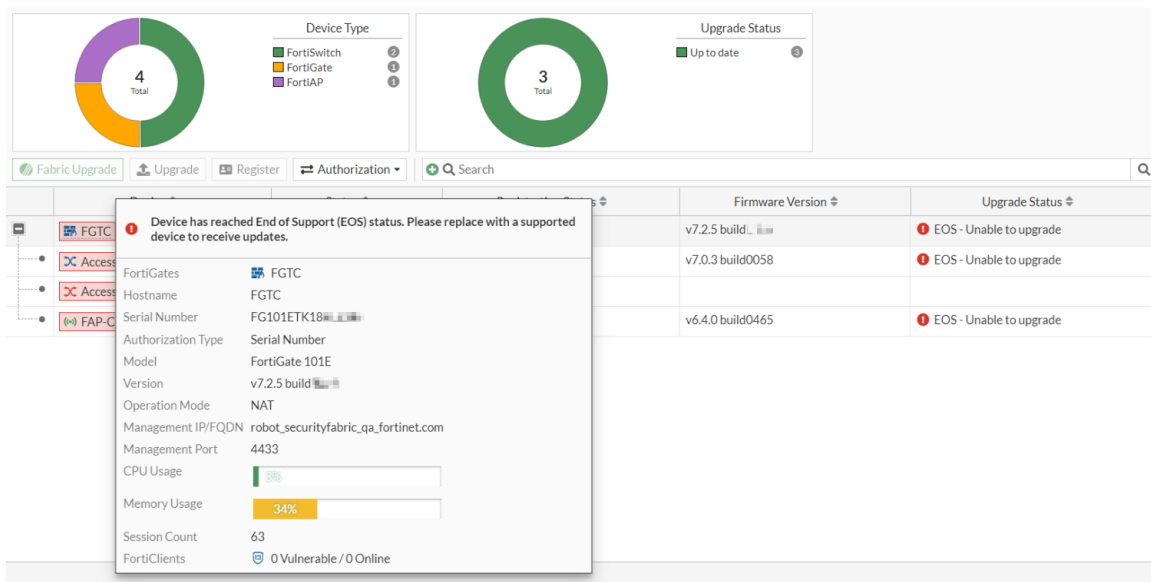 Device Type
FortiSwitch 2
FortiGate 1
FortiAP 1
4
Total
Upgrade Status
Up to date 3
3
Total
Fabric Upgrade Upgrade Register Authorization Search
Firmware Version Upgrade Status
FGTC v7.2.5 build EOS - Unable to upgrade
Access v7.0.3 build0058 EOS - Unable to upgrade
Access
FAP-C v6.4.0 build0465 EOS - Unable to upgrade
Device has reached End of Support (EOS) status. Please replace with a supported
device to receive updates.
FortiGates FGTC
Hostname FGTC
Serial Number FG101ETK18
Authorization Type Serial Number
Model FortiGate 101E
Version v7.2.5 build
Operation Mode NAT
Management IP/FQDN robot_securityfabric_qa_fortinet.com
Management Port 4433
CPU Usage 3%
Memory Usage 34%
Session Count 63
FortiClients 0 Vulnerable / 0 Online